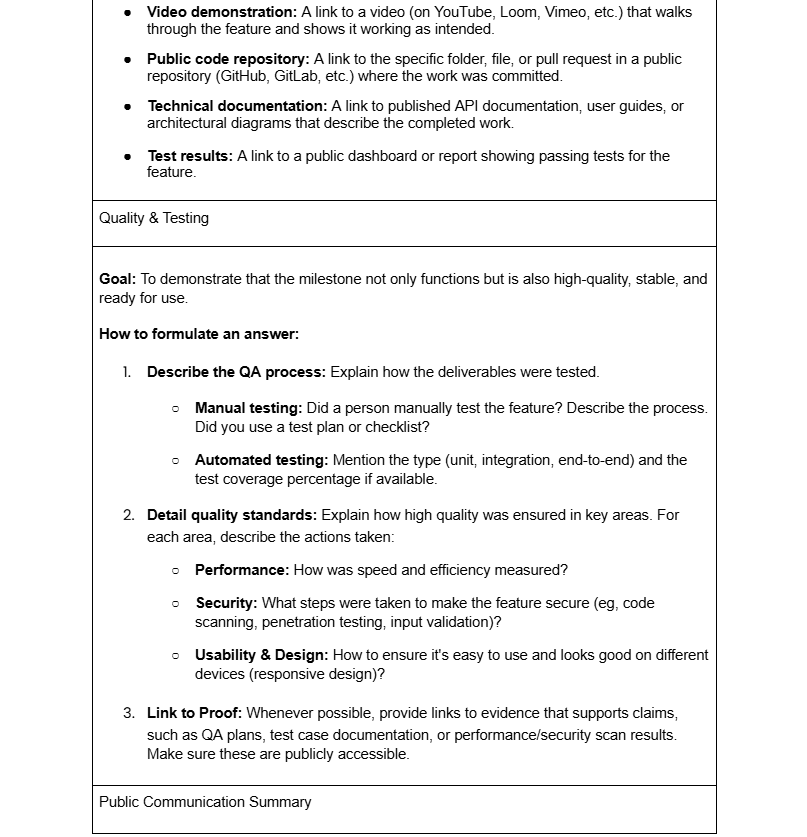 ● Video demonstration: A link to a video (on YouTube, Loom, Vimeo, etc.) that walks
through the feature and shows it working as intended.
● Public code repository: A link to the specific folder, file, or pull request in a public
repository (GitHub, GitLab, etc.) where the work was committed.
● Technical documentation: A link to published API documentation, user guides, or
architectural diagrams that describe the completed work.
● Test results: A link to a public dashboard or report showing passing tests for the
feature.
Quality & Testing
Goal: To demonstrate that the milestone not only functions but is also high-quality, stable, and
ready for use.
How to formulate an answer:
1. Describe the QA process: Explain how the deliverables were tested.
○ Manual testing: Did a person manually test the feature? Describe the process.
Did you use a test plan or checklist?
○ Automated testing: Mention the type (unit, integration, end-to-end) and the
test coverage percentage if available.
2. Detail quality standards: Explain how high quality was ensured in key areas. For
each area, describe the actions taken:
○ Performance: How was speed and efficiency measured?
○ Security: What steps were taken to make the feature secure (eg, code
scanning, penetration testing, input validation)?
○ Usability & Design: How to ensure it's easy to use and looks good on different
devices (responsive design)?
3. Link to Proof: Whenever possible, provide links to evidence that supports claims,
such as QA plans, test case documentation, or performance/security scan results.
Make sure these are publicly accessible.
Public Communication Summary